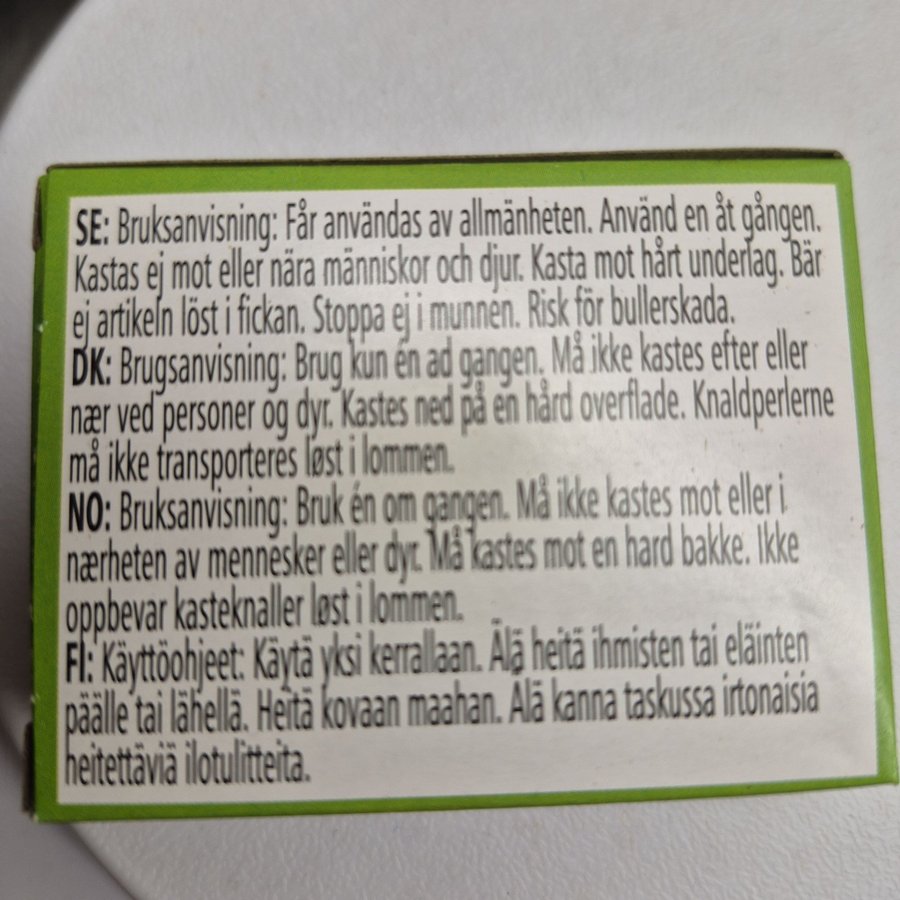 SE: Bruksanvisning: Får användas av allmänheten. Använd en åt gången.
Kastas ej mot eller nära människor och djur. Kasta mot hårt underlag. Bär
ej artikeln löst i fickan. Stoppa ej i munnen. Risk för bullerskada.
DK: Brugsanvisning: Brug kun én ad gangen. Må ikke kastes efter eller
nær ved personer og dyr. Kastes ned på en hård overflade. Knaldperlerne
må ikke transporteres løst i lommen.
NO: Bruksanvisning: Bruk én om gangen. Må ikke kastes mot eller i
nærheten av mennesker eller dyr. Må kastes mot en hard bakke. Ikke
oppbevar kasteknaller løst i lommen.
FI: Käyttöohjeet: Käytä yksi kerrallaan. Älä heitä ihmisten tai eläinten
päälle tai lähellä. Heitä kovaan maahan. Älä kanna taskussa irtonaisia
heitettäviä ilotulitteita.